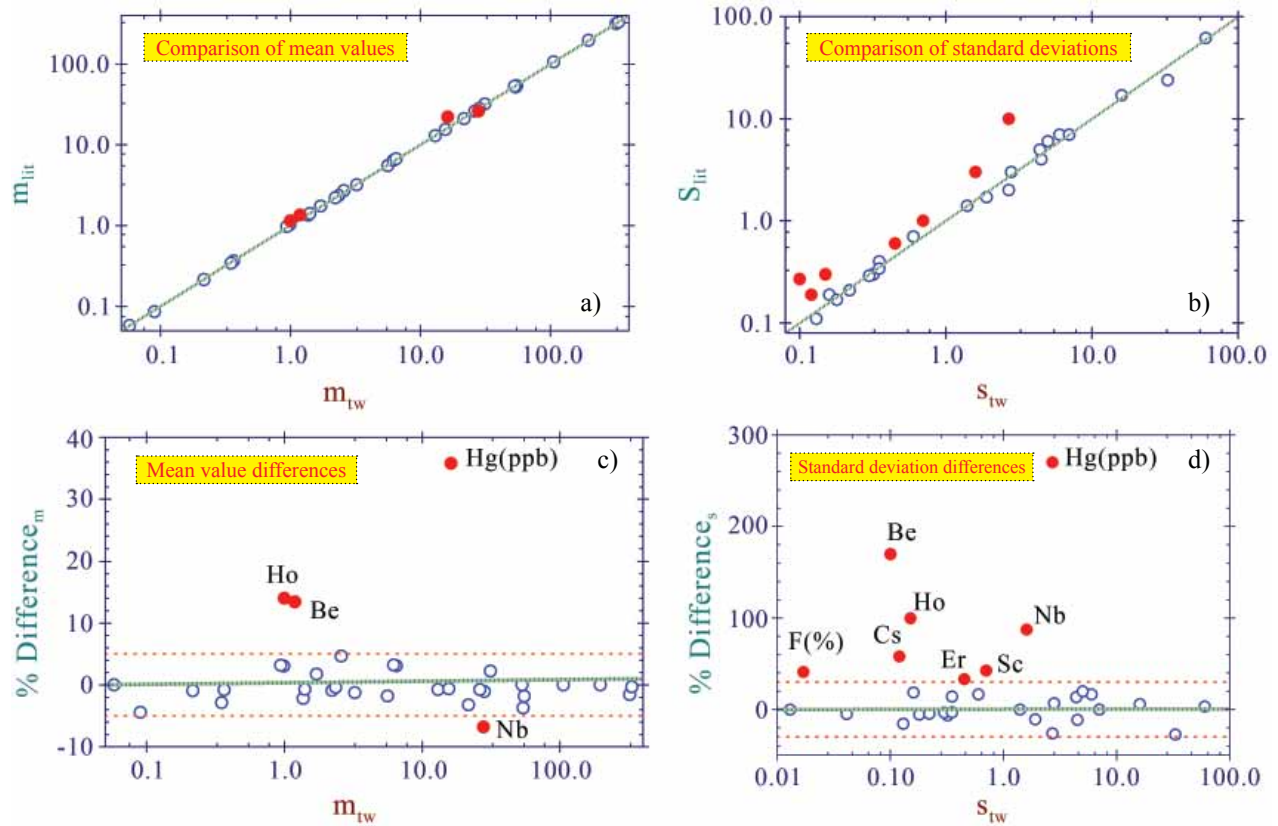 Comparison of mean values
100.0
10.0
1.0
0.1
m_lit
0.1 1.0 10.0 100.0
m_tw
a)
Comparison of standard deviations
100.0
10.0
1.0
0.1
S_lit
0.1 1.0 10.0 100.0
s_tw
b)
Mean value differences
c)
40
30
20
10
0
-10
% Difference_m
Hg(ppb)
Ho
Be
Nb
0.1 1.0 10.0 100.0
m_tw
Standard deviation differences
d)
300
200
100
0
% Difference_s
Hg(ppb)
Be
Ho
Nb
Cs
F(%)
Er
Sc
0.01 0.10 1.0 10.0 100.0
s_tw